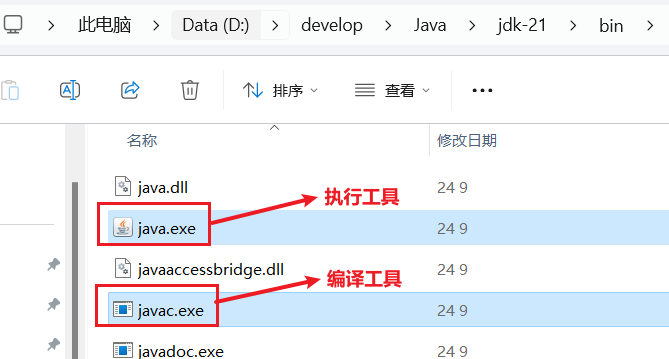 此电脑 > Data (D:) > develop > Java > jdk-21 > bin >
排序 查看 ...
名称 修改日期
java.dll 24 9
执行工具
java.exe 24 9
javaaccessbridge.dll 24 9
编译工具
javac.exe 24 9
javadoc.exe 24 9